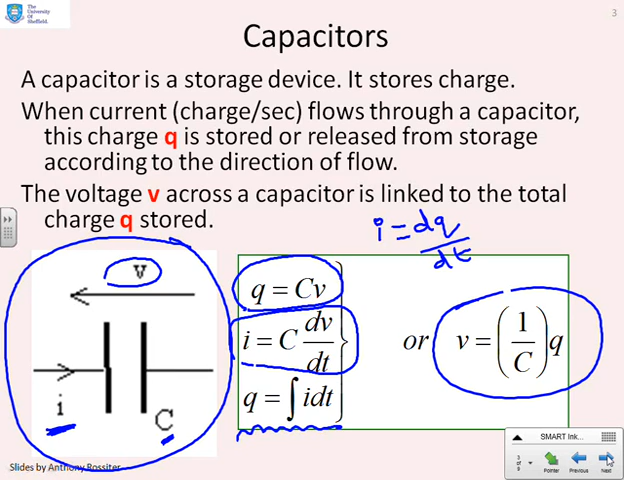 The
University
Of
Sheffield.
3
Capacitors
A capacitor is a storage device. It stores charge.
When current (charge/sec) flows through a capacitor,
this charge q is stored or released from storage
according to the direction of flow.
The voltage v across a capacitor is linked to the total
charge q stored.
i = dq/dt
v
i
C
q = Cv
i = C dv/dt
q = ∫ idt
or v = (1/C) q
SMART Ink...
3
of
9
Pointer Previous Next
Slides by Anthony Rossiter